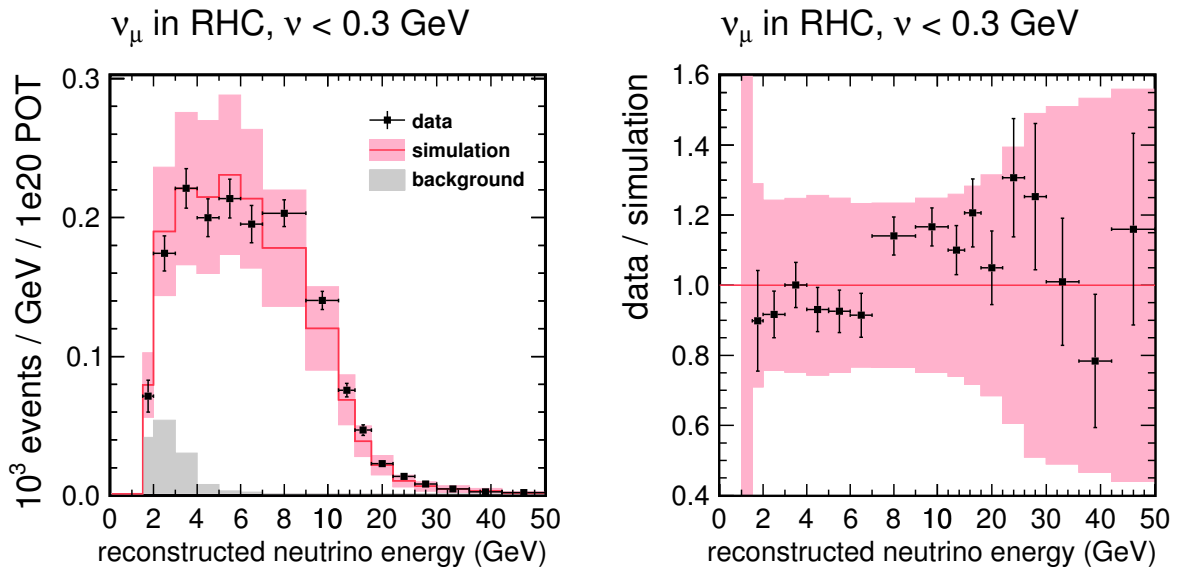 ν_μ in RHC, ν < 0.3 GeV
10³ events / GeV / 1e20 POT
0.3
0.2
0.1
0.0
data
simulation
background
0 2 4 6 8 10 20 30 40 50
reconstructed neutrino energy (GeV)
ν_μ in RHC, ν < 0.3 GeV
data / simulation
1.6
1.4
1.2
1.0
0.8
0.6
0.4
0 2 4 6 8 10 20 30 40 50
reconstructed neutrino energy (GeV)